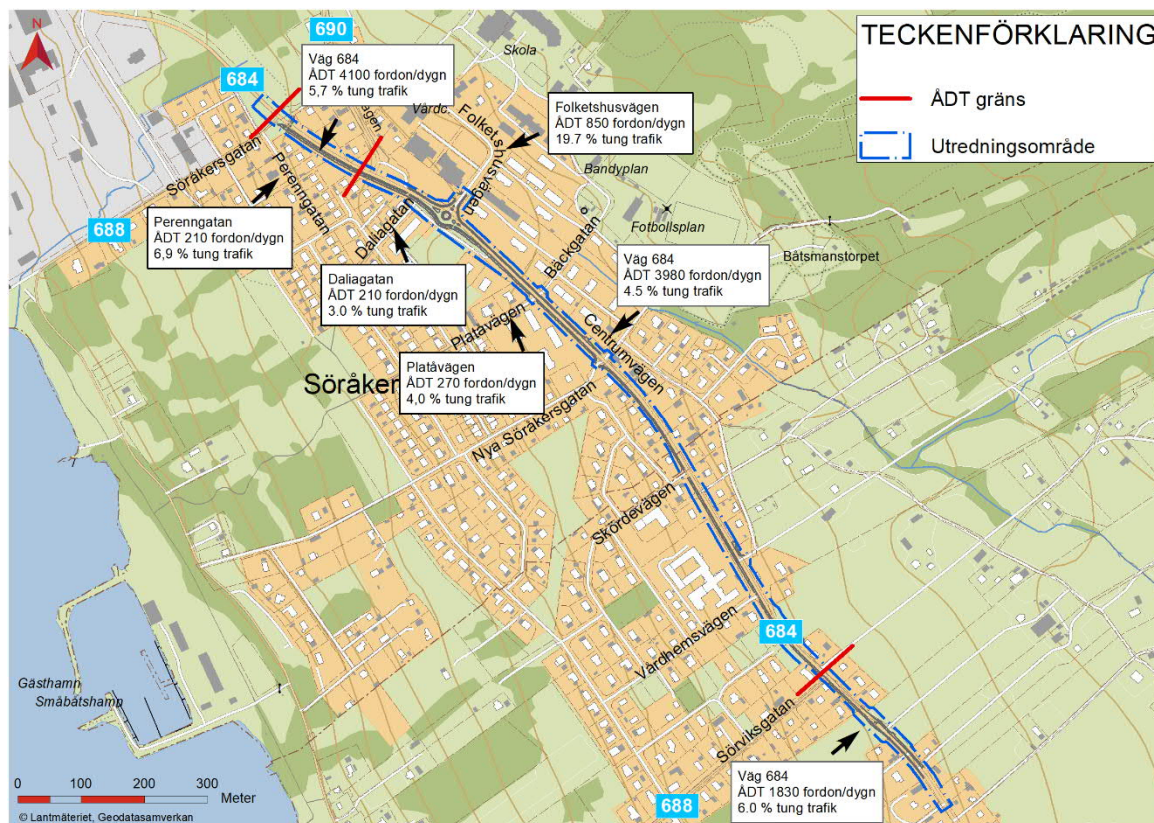 N
690
684
688
Väg 684
ÅDT 4100 fordon/dygn
5,7 % tung trafik
Skola
Vårdc.
Folketshusvägen
Folketshusvägen
ÅDT 850 fordon/dygn
19.7 % tung trafik
TECKENFÖRKLARING
ÅDT gräns
Utredningsområde
Söråkersgatan
Perenngatan
Perenngatan
ÅDT 210 fordon/dygn
6,9 % tung trafik
Daliagatan
Daliagatan
ÅDT 210 fordon/dygn
3.0 % tung trafik
Bandyplan
Fotbollsplan
Båtsmanstorpet
Backgatan
Väg 684
ÅDT 3980 fordon/dygn
4.5 % tung trafik
Platåvägen
Platåvägen
ÅDT 270 fordon/dygn
4,0 % tung trafik
Centrumvägen
Söråker
Nya Söråkersgatan
Skördevägen
Vårdhemsvägen
684
Sörviksgatan
Gästhamp
Småbåtshamp
Väg 684
ÅDT 1830 fordon/dygn
6.0 % tung trafik
688
0 100 200 300
Meter
© Lantmäteriet, Geodatasamverkan